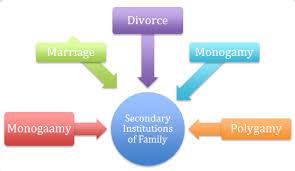 Divorce
Marriage
Monogamy
Monogaamy
Secondary
Institutions
of Family
Polygamy